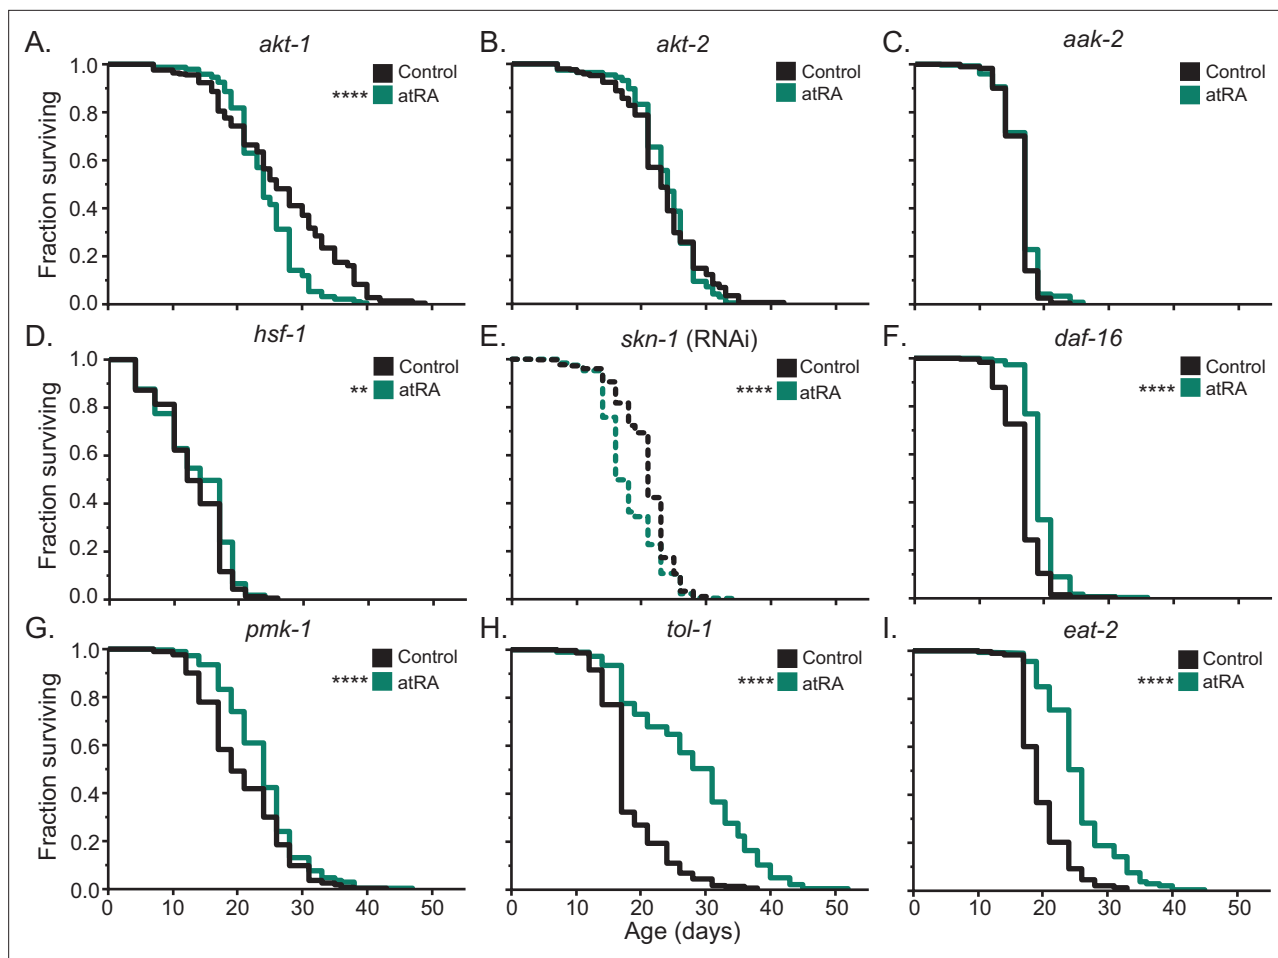 A. akt-1
Control
**** atRA
B. akt-2
Control
atRA
C. aak-2
Control
atRA
Fraction surviving
1.0
0.8
0.6
0.4
0.2
0.0
D. hsf-1
Control
** atRA
E. skn-1 (RNAi)
Control
**** atRA
F. daf-16
Control
**** atRA
Fraction surviving
1.0
0.8
0.6
0.4
0.2
0.0
G. pmk-1
Control
**** atRA
H. tol-1
Control
**** atRA
I. eat-2
Control
**** atRA
Fraction surviving
1.0
0.8
0.6
0.4
0.2
0.0
0 10 20 30 40 50
0 10 20 30 40 50
0 10 20 30 40 50
Age (days)